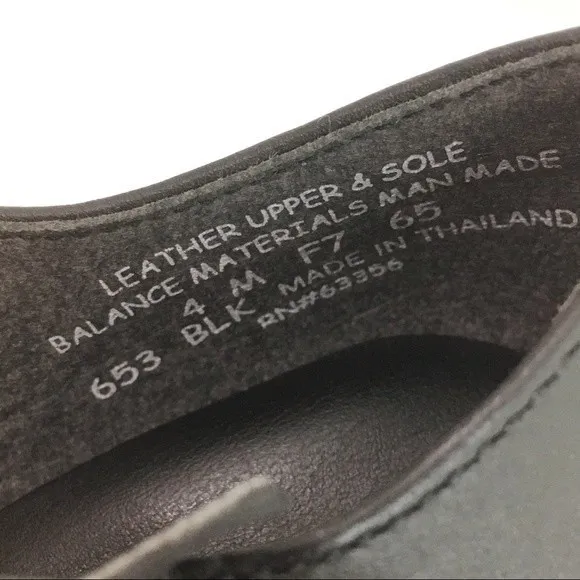 LEATHER UPPER & SOLE
BALANCE MATERIALS MAN MADE
4 M F7 65
653 BLK MADE IN THAILAND
RN#63356